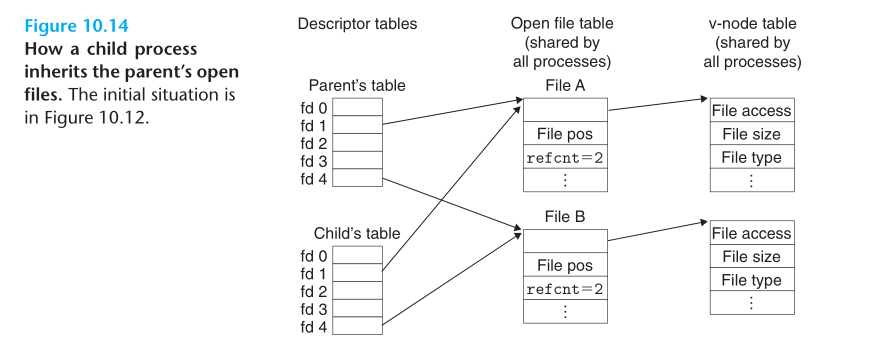 Figure 10.14
How a child process
inherits the parent's open
files. The initial situation is
in Figure 10.12.
Descriptor tables
Open file table
(shared by
all processes)
v-node table
(shared by
all processes)
Parent's table
fd 0
fd 1
fd 2
fd 3
fd 4
File A
File pos
refcnt=2
⋮
File access
File size
File type
⋮
Child's table
fd 0
fd 1
fd 2
fd 3
fd 4
File B
File pos
refcnt=2
⋮
File access
File size
File type
⋮